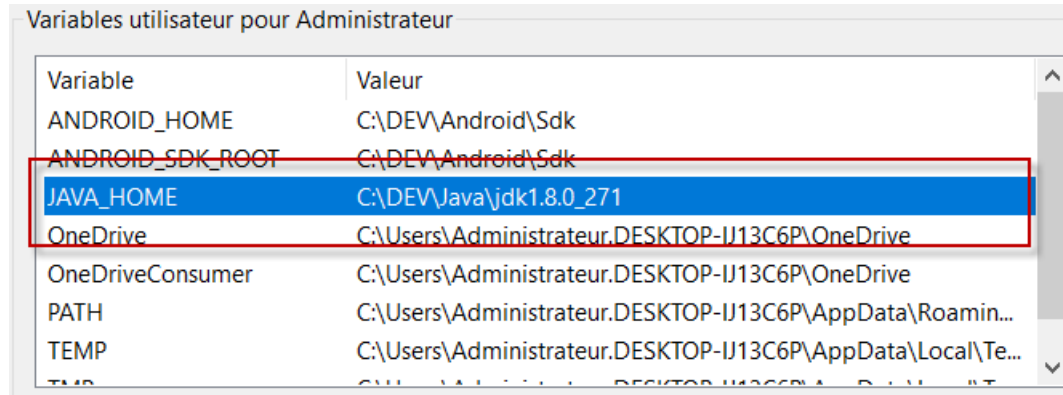 Variables utilisateur pour Administrateur
Variable Valeur
ANDROID_HOME C:\DEV\Android\Sdk
ANDROID_SDK_ROOT C:\DEV\Android\Sdk
JAVA_HOME C:\DEV\Java\jdk1.8.0_271
OneDrive C:\Users\Administrateur.DESKTOP-IJ13C6P\OneDrive
OneDriveConsumer C:\Users\Administrateur.DESKTOP-IJ13C6P\OneDrive
PATH C:\Users\Administrateur.DESKTOP-IJ13C6P\AppData\Roamin...
TEMP C:\Users\Administrateur.DESKTOP-IJ13C6P\AppData\Local\Te...